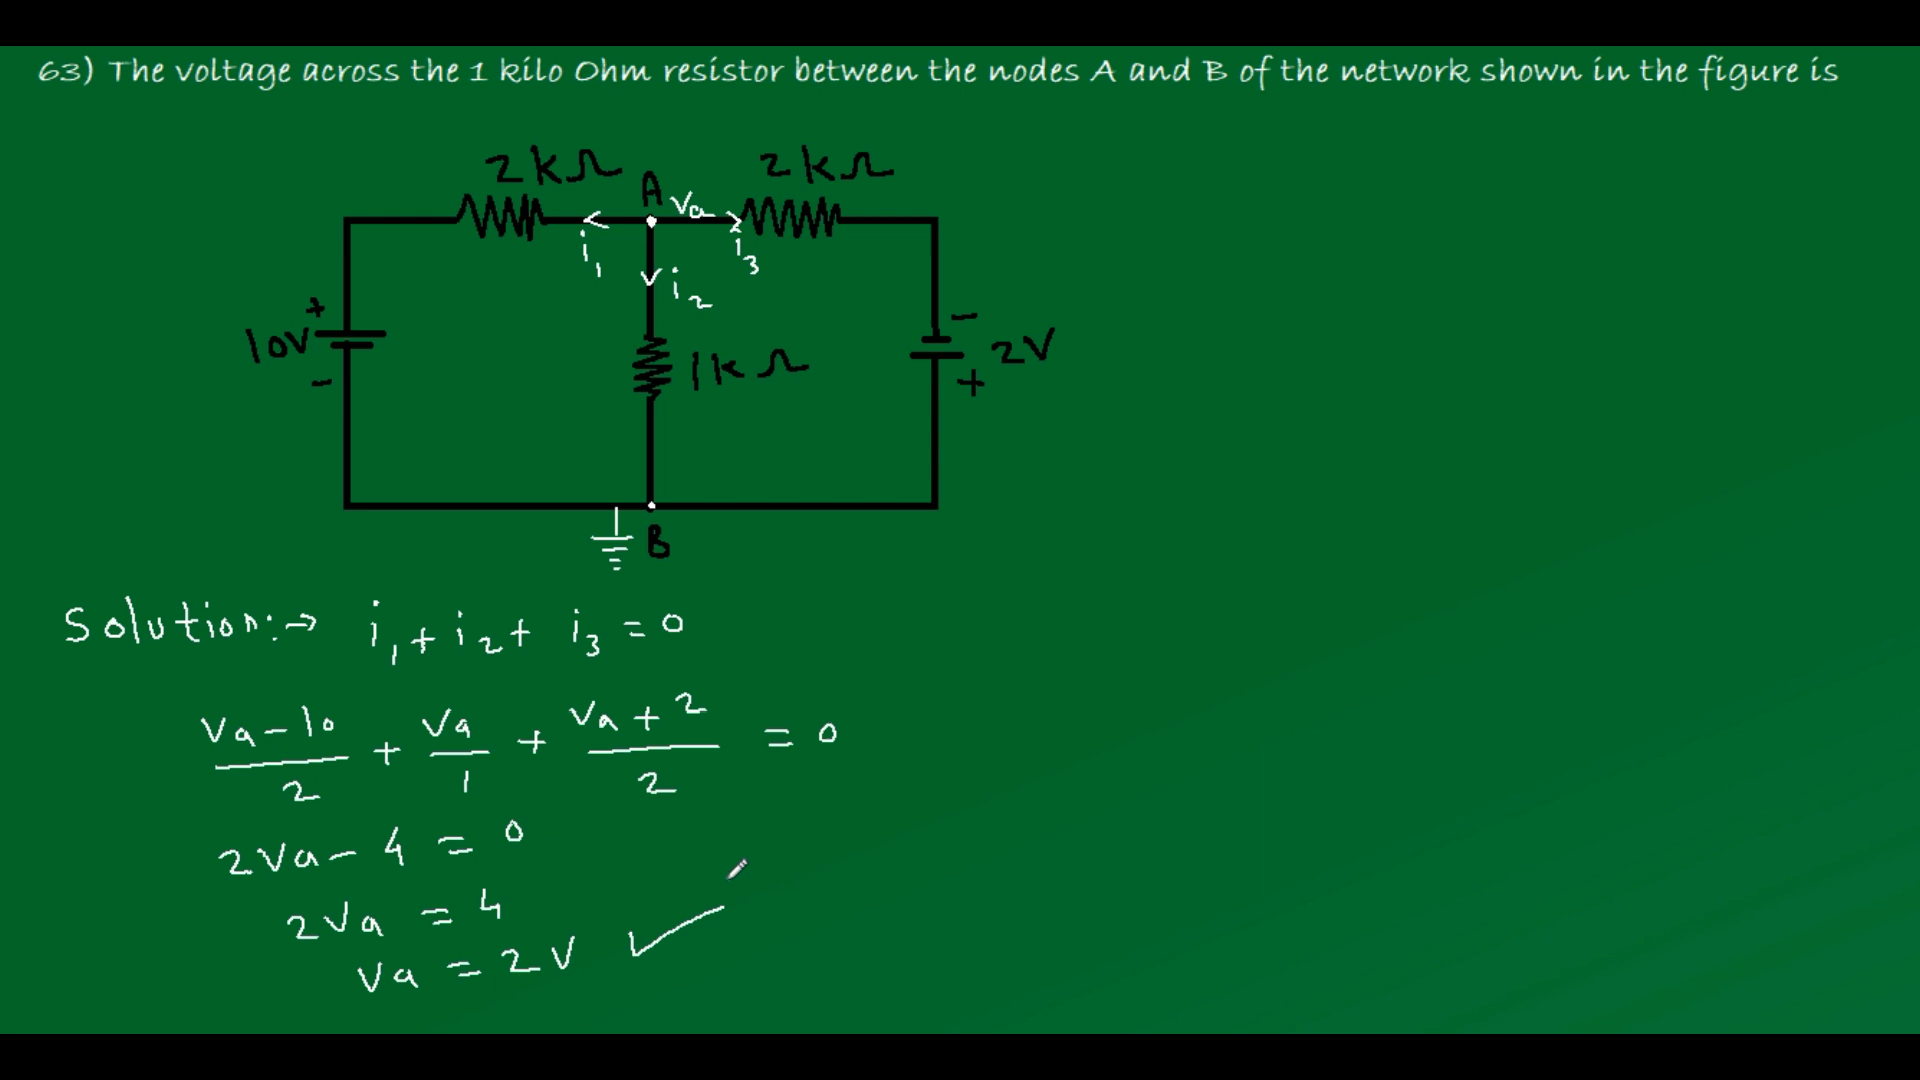 63) The voltage across the 1 kilo Ohm resistor between the nodes A and B of the network shown in the figure is
2kΩ A Va 2kΩ
i₁ i₂ i₃
+ 10V -
1kΩ
- 2V +
B
Solution:→ i₁ + i₂ + i₃ = 0
Va-10/2 + Va/1 + Va+2/2 = 0
2Va - 4 = 0
2Va = 4
Va = 2V ✓